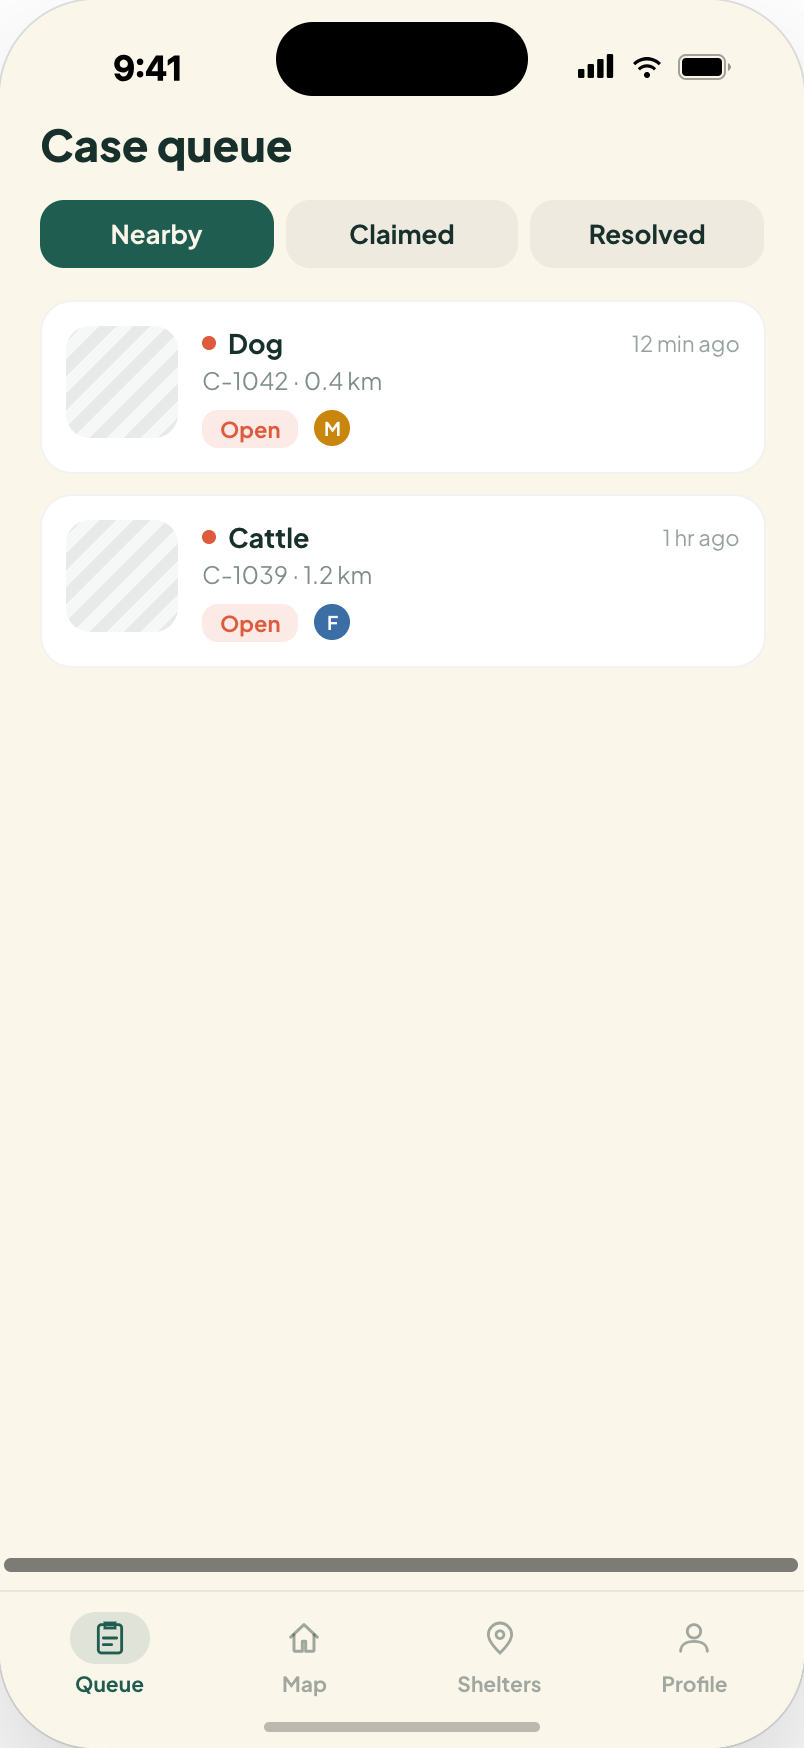 9:41
Case queue
Nearby
Claimed
Resolved
Dog
12 min ago
C-1042 · 0.4 km
Open
M
Cattle
1 hr ago
C-1039 · 1.2 km
Open
F
Queue
Map
Shelters
Profile